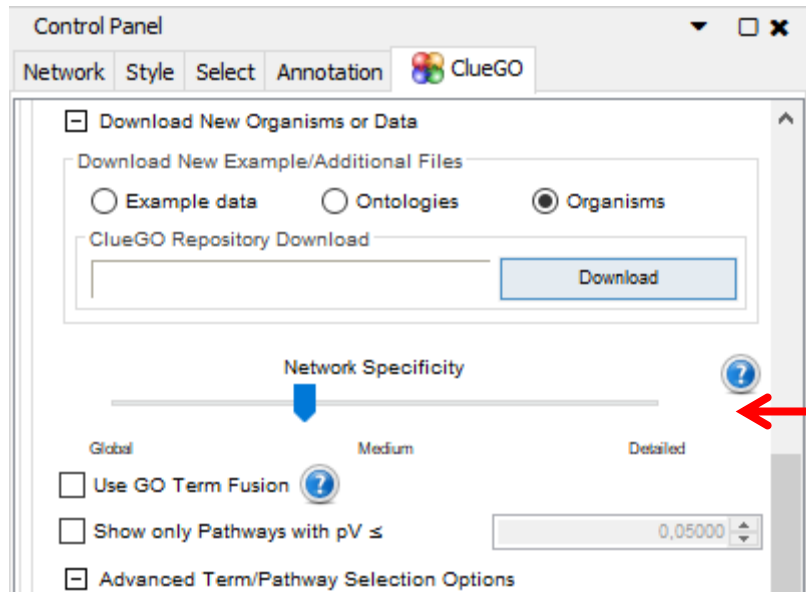 Control Panel
Network Style Select Annotation ClueGO
Download New Organisms or Data
Download New Example/Additional Files
Example data Ontologies Organisms
ClueGO Repository Download
Download
Network Specificity
?
Global Medium Detailed
Use GO Term Fusion ?
Show only Pathways with pV ≤ 0,05000
Advanced Term/Pathway Selection Options